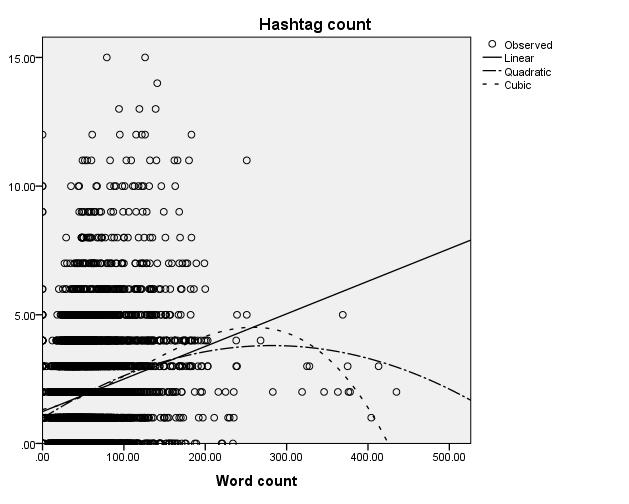 Hashtag count
Observed
Linear
Quadratic
Cubic
15.00
10.00
5.00
.00
.00 100.00 200.00 300.00 400.00 500.00
Word count